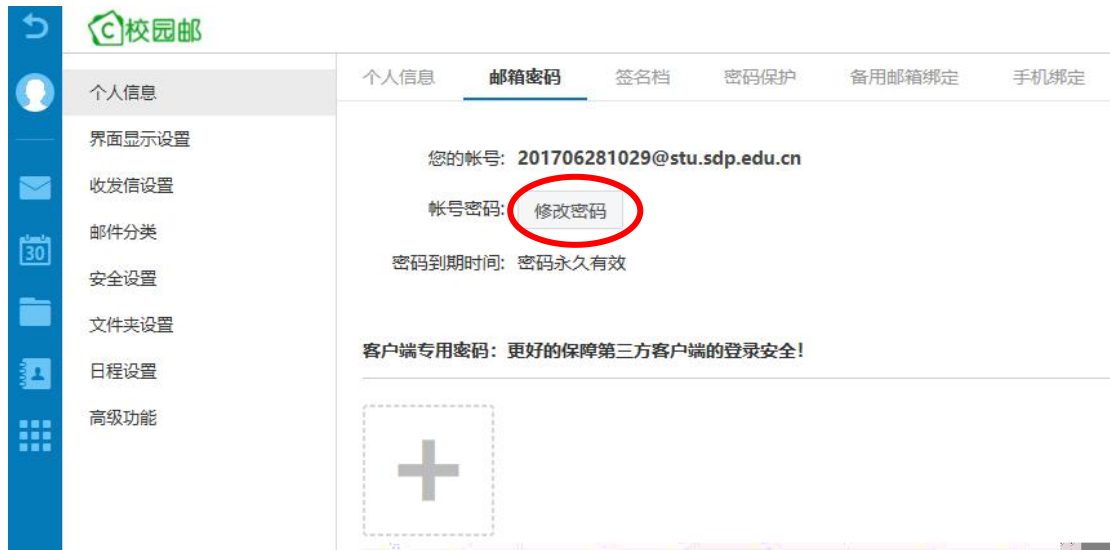 C校园邮
个人信息 邮箱密码 签名档 密码保护 备用邮箱绑定 手机绑定
个人信息
界面显示设置
收发信设置
邮件分类
安全设置
文件夹设置
日程设置
高级功能
30
您的帐号: 201706281029@stu.sdp.edu.cn
帐号密码: 修改密码
密码到期时间: 密码永久有效
客户端专用密码：更好的保障第三方客户端的登录安全！